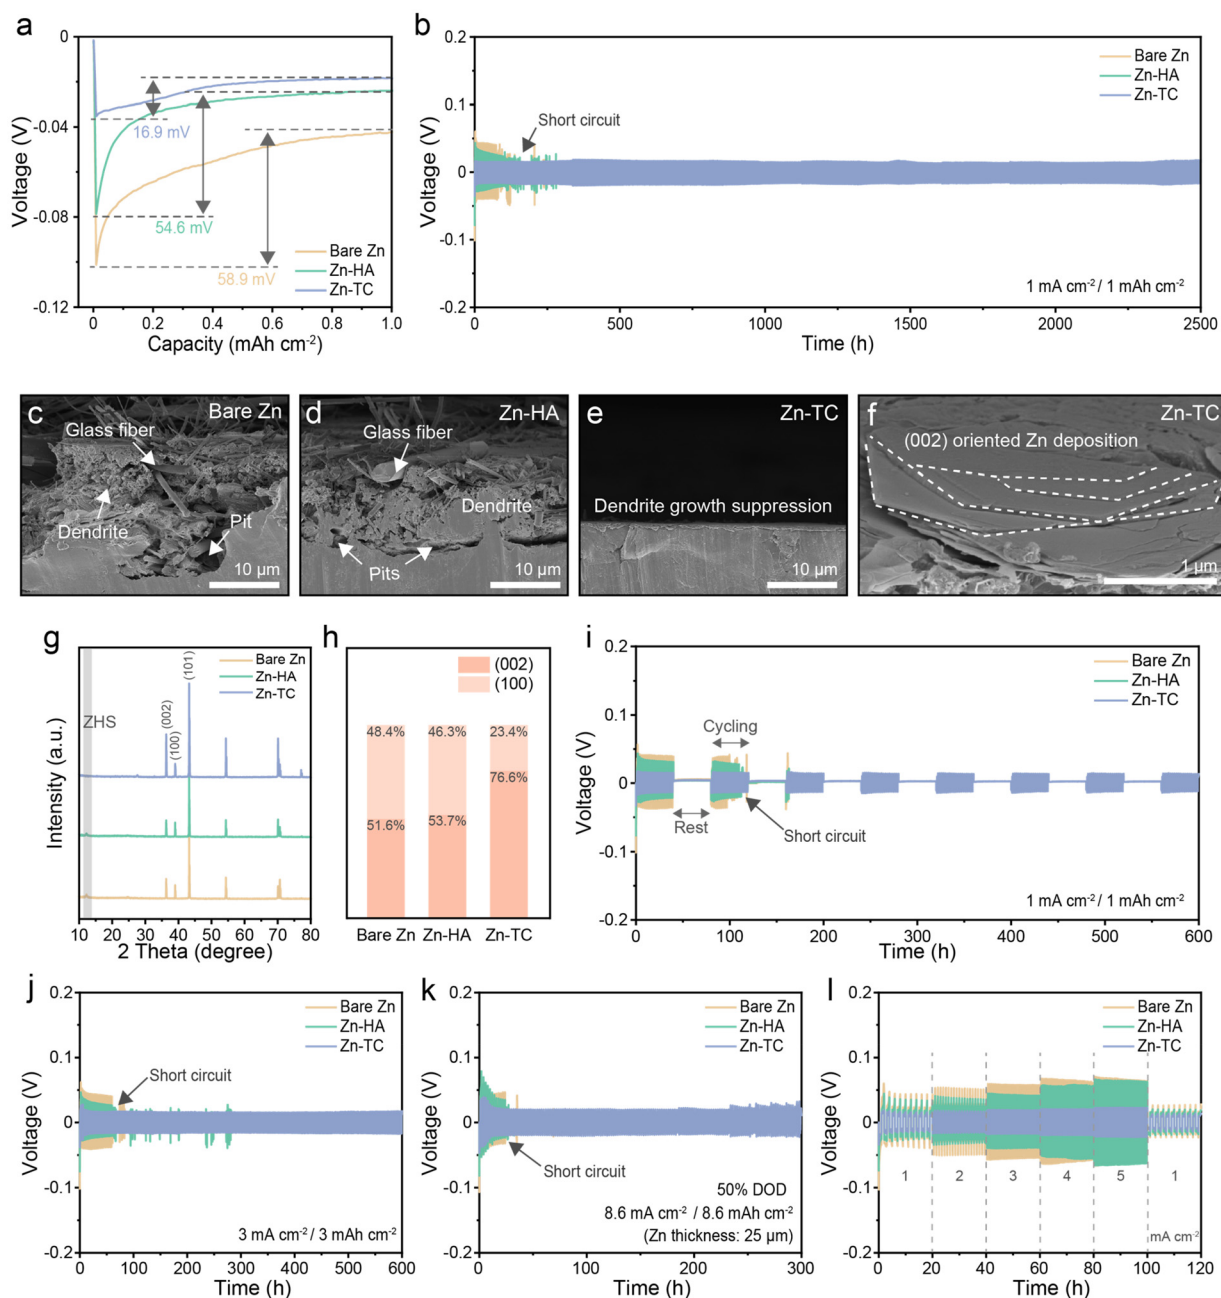 a
0
-0.04
-0.08
-0.12
Voltage (V)
16.9 mV
54.6 mV
58.9 mV
Bare Zn
Zn-HA
Zn-TC
0
0.2
0.4
0.6
0.8
1.0
Capacity (mAh cm⁻²)
b
0.2
0.1
0
-0.1
-0.2
Voltage (V)
Short circuit
Bare Zn
Zn-HA
Zn-TC
1 mA cm⁻² / 1 mAh cm⁻²
0
500
1000
1500
2000
2500
Time (h)
c
Bare Zn
Glass fiber
Dendrite
Pit
10 µm
d
Zn-HA
Glass fiber
Dendrite
Pits
10 µm
e
Zn-TC
Dendrite growth suppression
10 µm
f
Zn-TC
(002) oriented Zn deposition
1 µm
g
Intensity (a.u.)
ZHS
(002)
(100)
(101)
Bare Zn
Zn-HA
Zn-TC
10 20 30 40 50 60 70 80
2 Theta (degree)
h
(002)
(100)
48.4%
46.3%
23.4%
76.6%
51.6%
53.7%
Bare Zn
Zn-HA
Zn-TC
i
0.2
0.1
0
-0.1
-0.2
Voltage (V)
Cycling
Rest
Short circuit
Bare Zn
Zn-HA
Zn-TC
1 mA cm⁻² / 1 mAh cm⁻²
0
100
200
300
400
500
600
Time (h)
j
0.2
0.1
0
-0.1
-0.2
Voltage (V)
Short circuit
Bare Zn
Zn-HA
Zn-TC
3 mA cm⁻² / 3 mAh cm⁻²
0 100 200 300 400 500 600
Time (h)
k
0.2
0.1
0
-0.1
-0.2
Voltage (V)
Short circuit
Bare Zn
Zn-HA
Zn-TC
50% DOD
8.6 mA cm⁻² / 8.6 mAh cm⁻²
(Zn thickness: 25 µm)
0
60
120
180
240
300
Time (h)
l
0.2
0.1
0
-0.1
-0.2
Voltage (V)
Bare Zn
Zn-HA
Zn-TC
1
2
3
4
5
1
mA cm⁻²
0 20 40 60 80 100 120
Time (h)